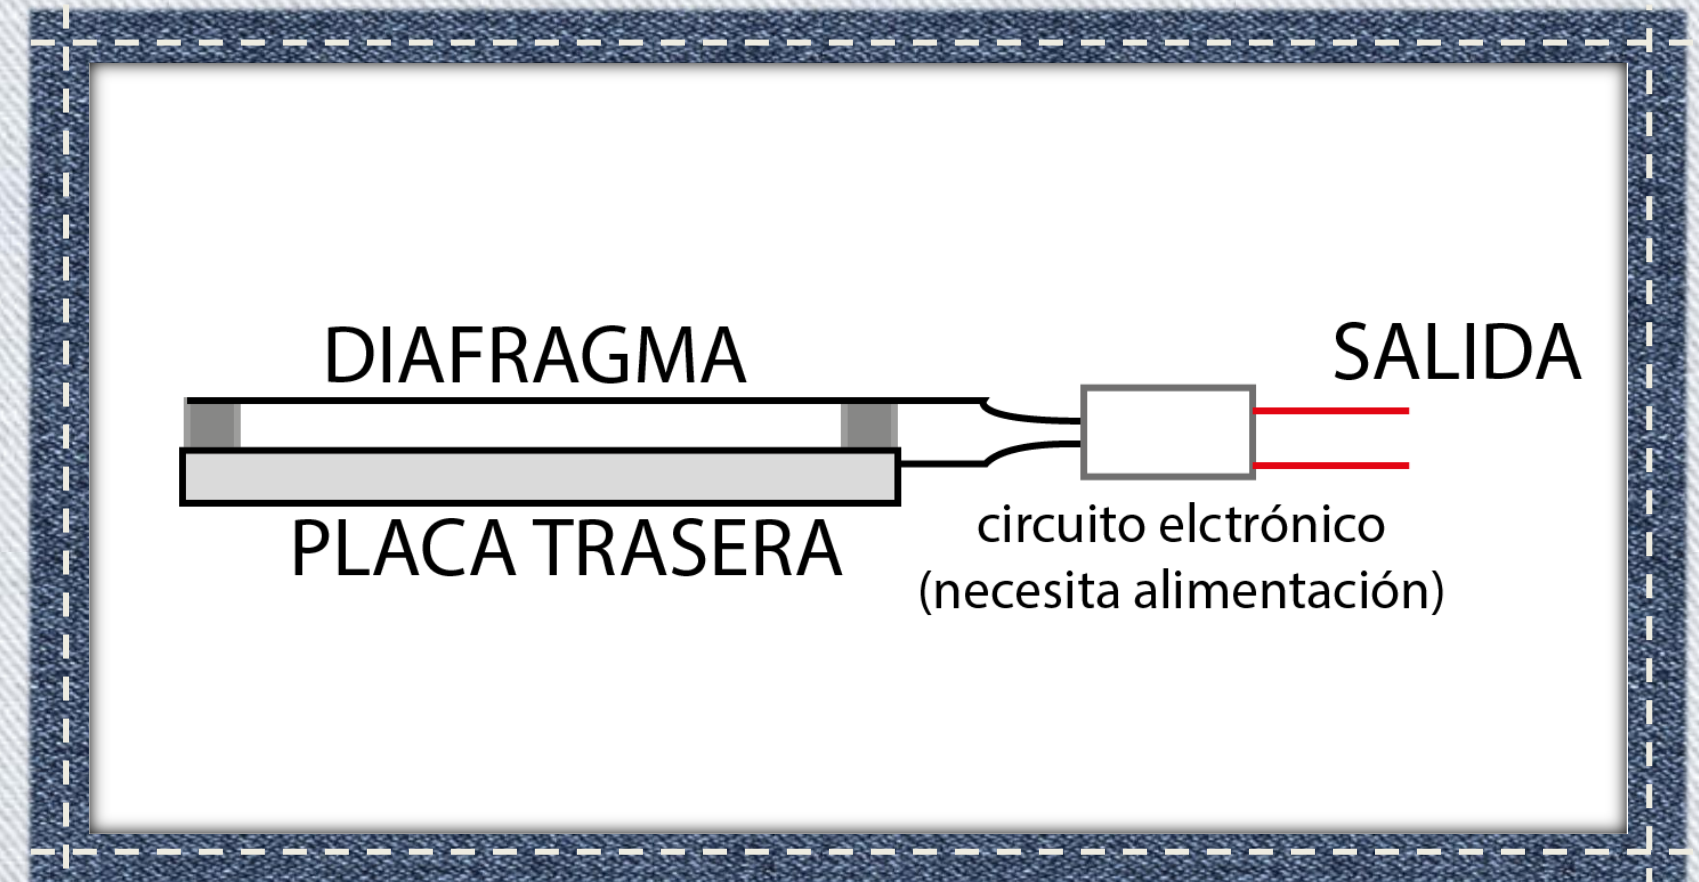 DIAFRAGMA
SALIDA
PLACA TRASERA
circuito elctrónico
(necesita alimentación)